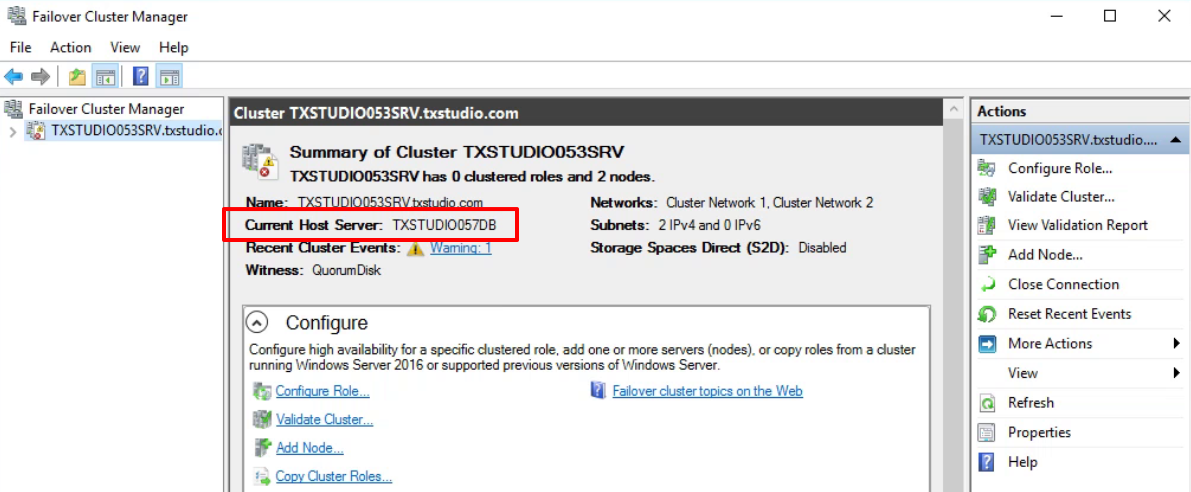 Failover Cluster Manager
File Action View Help
Failover Cluster Manager
TXSTUDIO053SRV.txstudio.c
Cluster TXSTUDIO053SRV.txstudio.com
Summary of Cluster TXSTUDIO053SRV
TXSTUDIO053SRV has 0 clustered roles and 2 nodes.
Name: TXSTUDIO053SRV.txstudio.com
Current Host Server: TXSTUDIO057DB
Recent Cluster Events: Warning: 1
Witness: QuorumDisk
Networks: Cluster Network 1, Cluster Network 2
Subnets: 2 IPv4 and 0 IPv6
Storage Spaces Direct (S2D): Disabled
Configure
Configure high availability for a specific clustered role, add one or more servers (nodes), or copy roles from a cluster
running Windows Server 2016 or supported previous versions of Windows Server.
Configure Role...
Validate Cluster...
Add Node...
Copy Cluster Roles...
Failover cluster topics on the Web
Actions
TXSTUDIO053SRV.txstudio....
Configure Role...
Validate Cluster...
View Validation Report
Add Node...
Close Connection
Reset Recent Events
More Actions
View
Refresh
Properties
Help